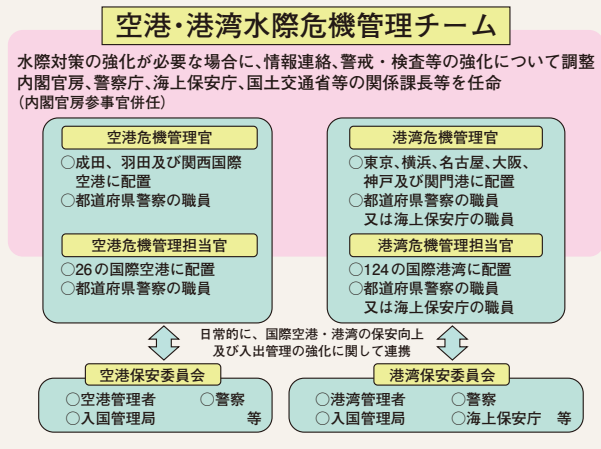 空港・港湾水際危機管理チーム
水際対策の強化が必要な場合に、情報連絡、警戒・検査等の強化について調整
内閣官房、警察庁、海上保安庁、国土交通省等の関係課長等を任命
(内閣官房参事官併任)
空港危機管理官
○成田、羽田及び関西国際
空港に配置
○都道府県警察の職員
空港危機管理担当官
○26の国際空港に配置
○都道府県警察の職員
港湾危機管理官
○東京、横浜、名古屋、大阪、
神戸及び関門港に配置
○都道府県警察の職員
又は海上保安庁の職員
港湾危機管理担当官
○124の国際港湾に配置
○都道府県警察の職員
又は海上保安庁の職員
日常的に、国際空港・港湾の保安向上
及び入出管理の強化に関して連携
空港保安委員会
○空港管理者 ○警察
○入国管理局 等
港湾保安委員会
○港湾管理者 ○警察
○入国管理局 ○海上保安庁 等